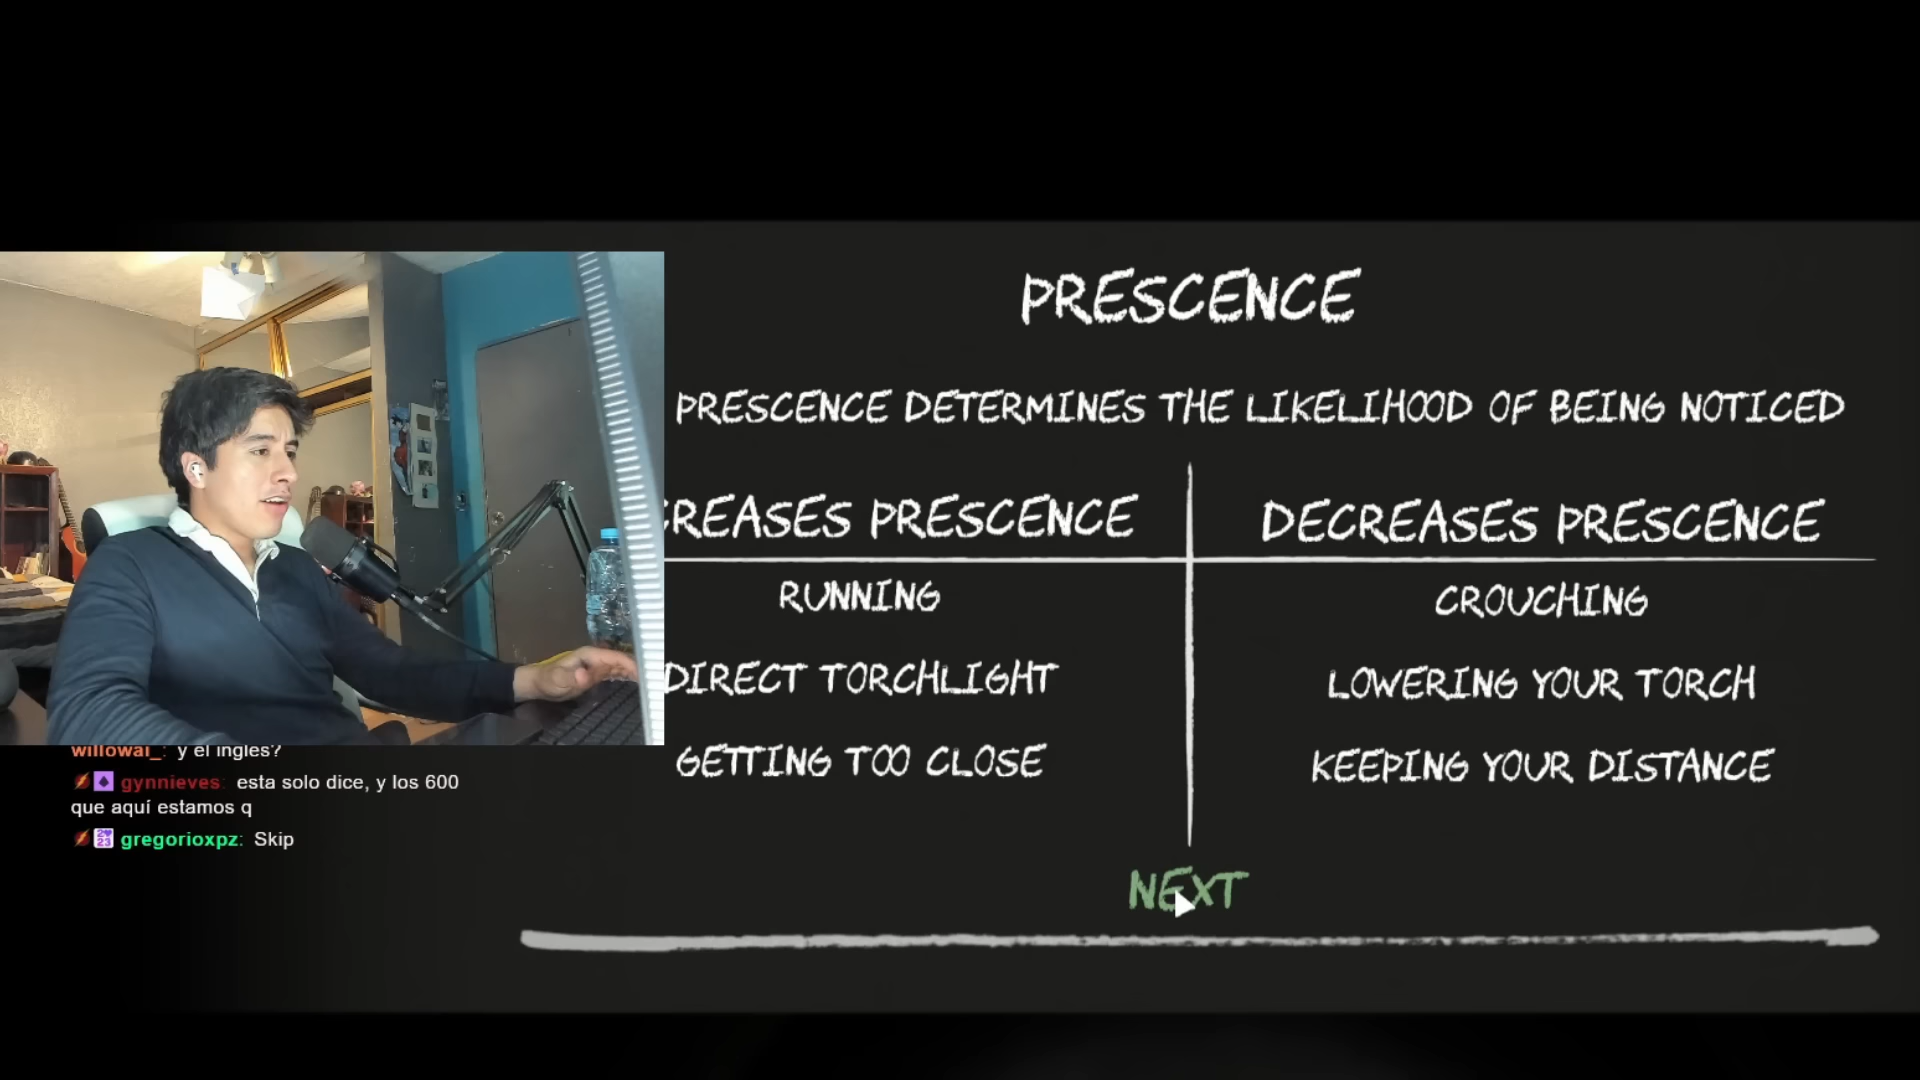 PRESCENCE
PRESCENCE DETERMINES THE LIKELIHOOD OF BEING NOTICED
CREASES PRESCENCE
DECREASES PRESCENCE
RUNNING
CROUCHING
DIRECT TORCHLIGHT
LOWERING YOUR TORCH
GETTING TOO CLOSE
KEEPING YOUR DISTANCE
NEXT
willowai_: y el ingles?
gynnieves: esta solo dice, y los 600
que aquí estamos q
gregorioxpz: Skip